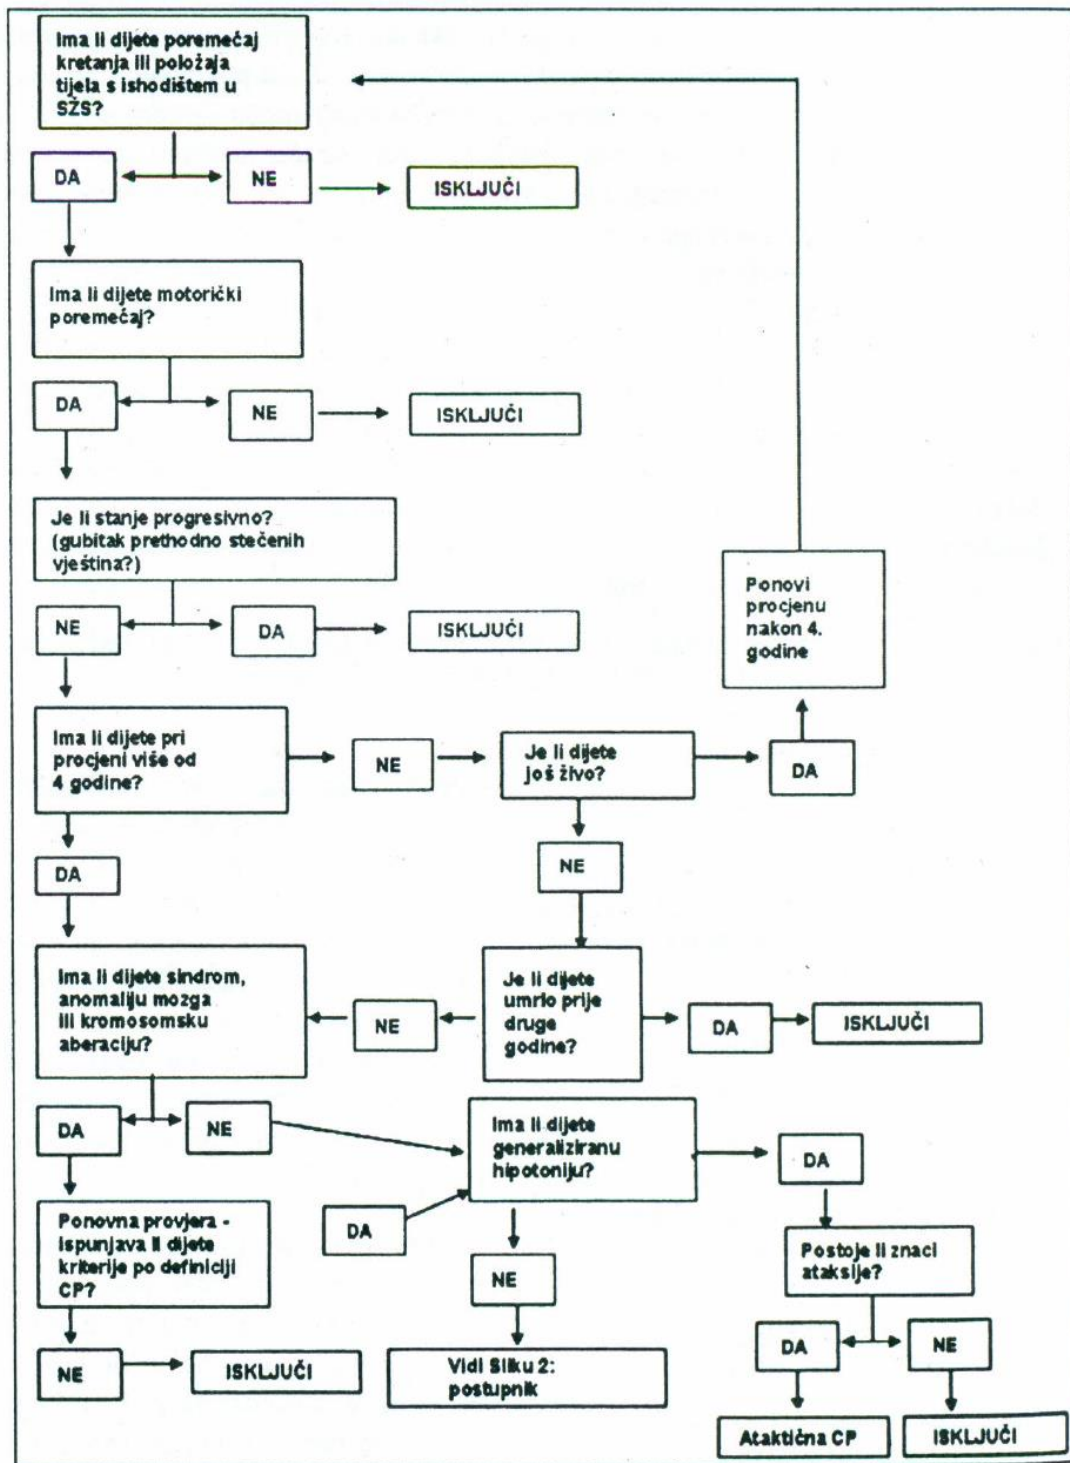 Ima li dijete poremećaj
kretanja ili položaja
tijela s ishodištem u
SŽS?
DA
NE
ISKLJUČI
Ima li dijete motorički
poremećaj?
DA
NE
ISKLJUČI
Je li stanje progresivno?
(gubitak prethodno stečenih
vještina?)
NE
DA
ISKLJUČI
Ponovi
procjenu
nakon 4.
godine
Ima li dijete pri
procjeni više od
4 godine?
NE
Je li dijete
još živo?
DA
DA
NE
Ima li dijete sindrom,
anomaliju mozga
ili kromosomsku
aberaciju?
NE
Je li dijete
umrlo prije
druge
godine?
DA
ISKLJUČI
DA
NE
Ima li dijete
generaliziranu
hipotoniju?
DA
Ponovna provjera -
ispunjava li dijete
kriterije po definiciji
CP?
DA
NE
Postoje li znaci
ataksije?
DA
NE
NE
ISKLJUČI
Vidi Sliku 2:
postupnik
Ataktična CP
ISKLJUČI